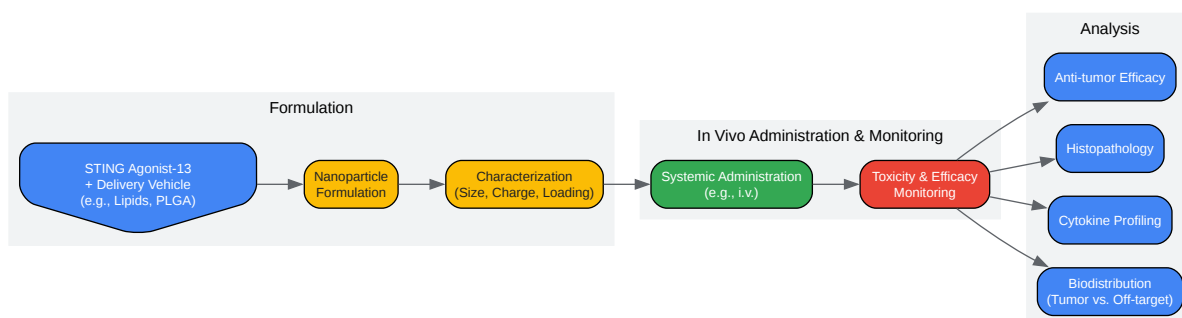 Formulation
STING Agonist-13
+ Delivery Vehicle
(e.g., Lipids, PLGA)
Nanoparticle
Formulation
Characterization
(Size, Charge, Loading)
In Vivo Administration & Monitoring
Systemic Administration
(e.g., i.v.)
Toxicity & Efficacy
Monitoring
Analysis
Anti-tumor Efficacy
Histopathology
Cytokine Profiling
Biodistribution
(Tumor vs. Off-target)